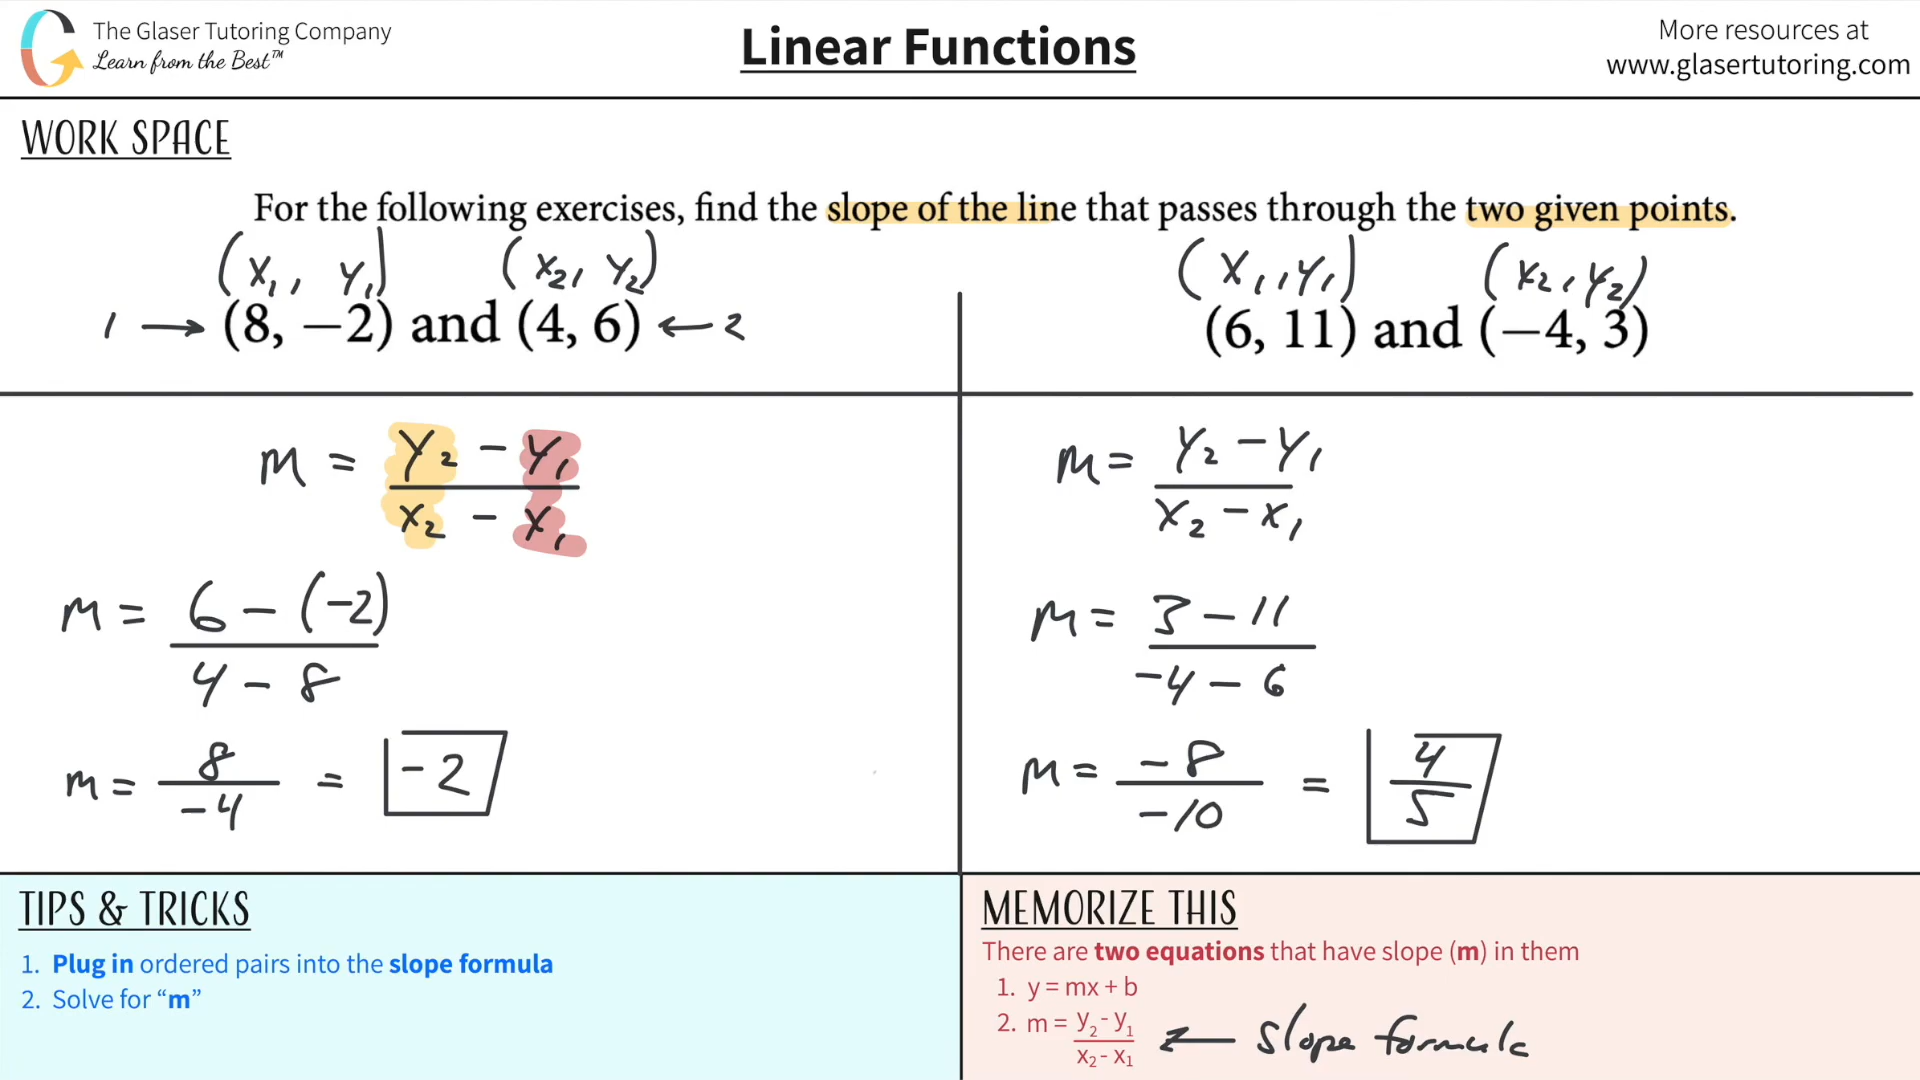 The Glaser Tutoring Company
Learn from the Best™
Linear Functions
More resources at
www.glasertutoring.com
WORK SPACE
For the following exercises, find the slope of the line that passes through the two given points.
(x₁, y₁) (x₂, y₂)
1 → (8, −2) and (4, 6) ← 2
(x₁, y₁) (x₂, y₂)
(6, 11) and (−4, 3)
m = y₂ − y₁
x₂ − x₁
m = 6 − (−2)
4 − 8
m = 8 = −2
−4
m = y₂ − y₁
x₂ − x₁
m = 3 − 11
−4 − 6
m = −8 = 4
−10 5
TIPS & TRICKS
1. Plug in ordered pairs into the slope formula
2. Solve for “m”
MEMORIZE THIS
There are two equations that have slope (m) in them
1. y = mx + b
2. m = y₂ - y₁ ← slope formula
x₂ - x₁